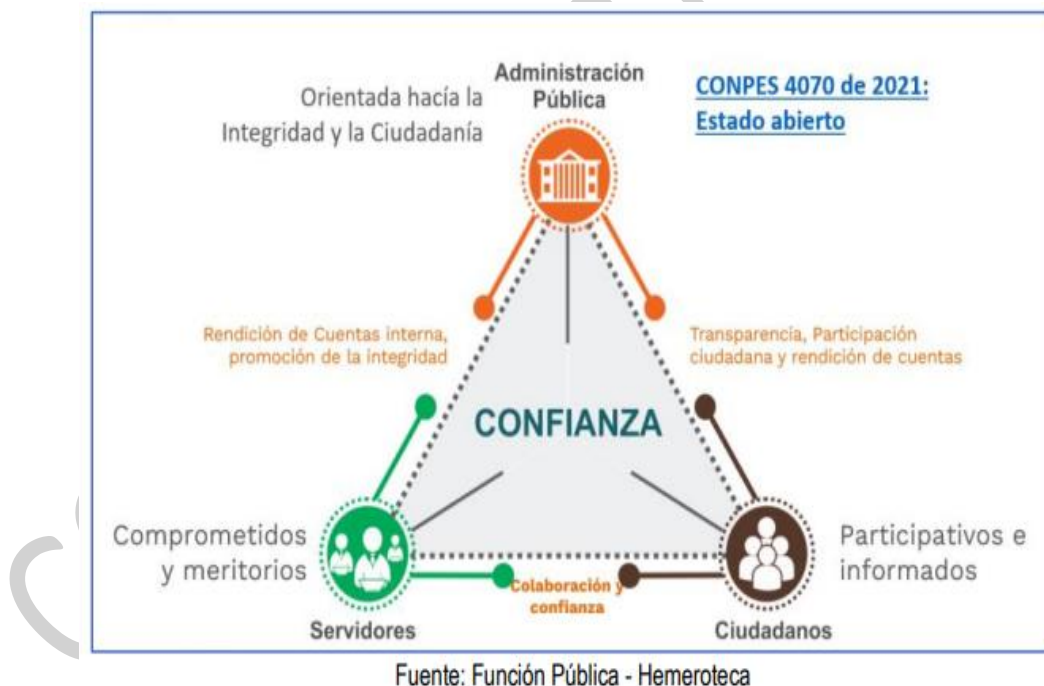 Administración
Pública
Orientada hacía la
Integridad y la Ciudadanía
CONPES 4070 de 2021:
Estado abierto
Rendición de Cuentas interna,
promoción de la integridad
Transparencia, Participación
ciudadana y rendición de cuentas
CONFIANZA
Comprometidos
y meritorios
Participativos e
informados
Colaboración y
confianza
Servidores
Ciudadanos
Fuente: Función Pública - Hemeroteca